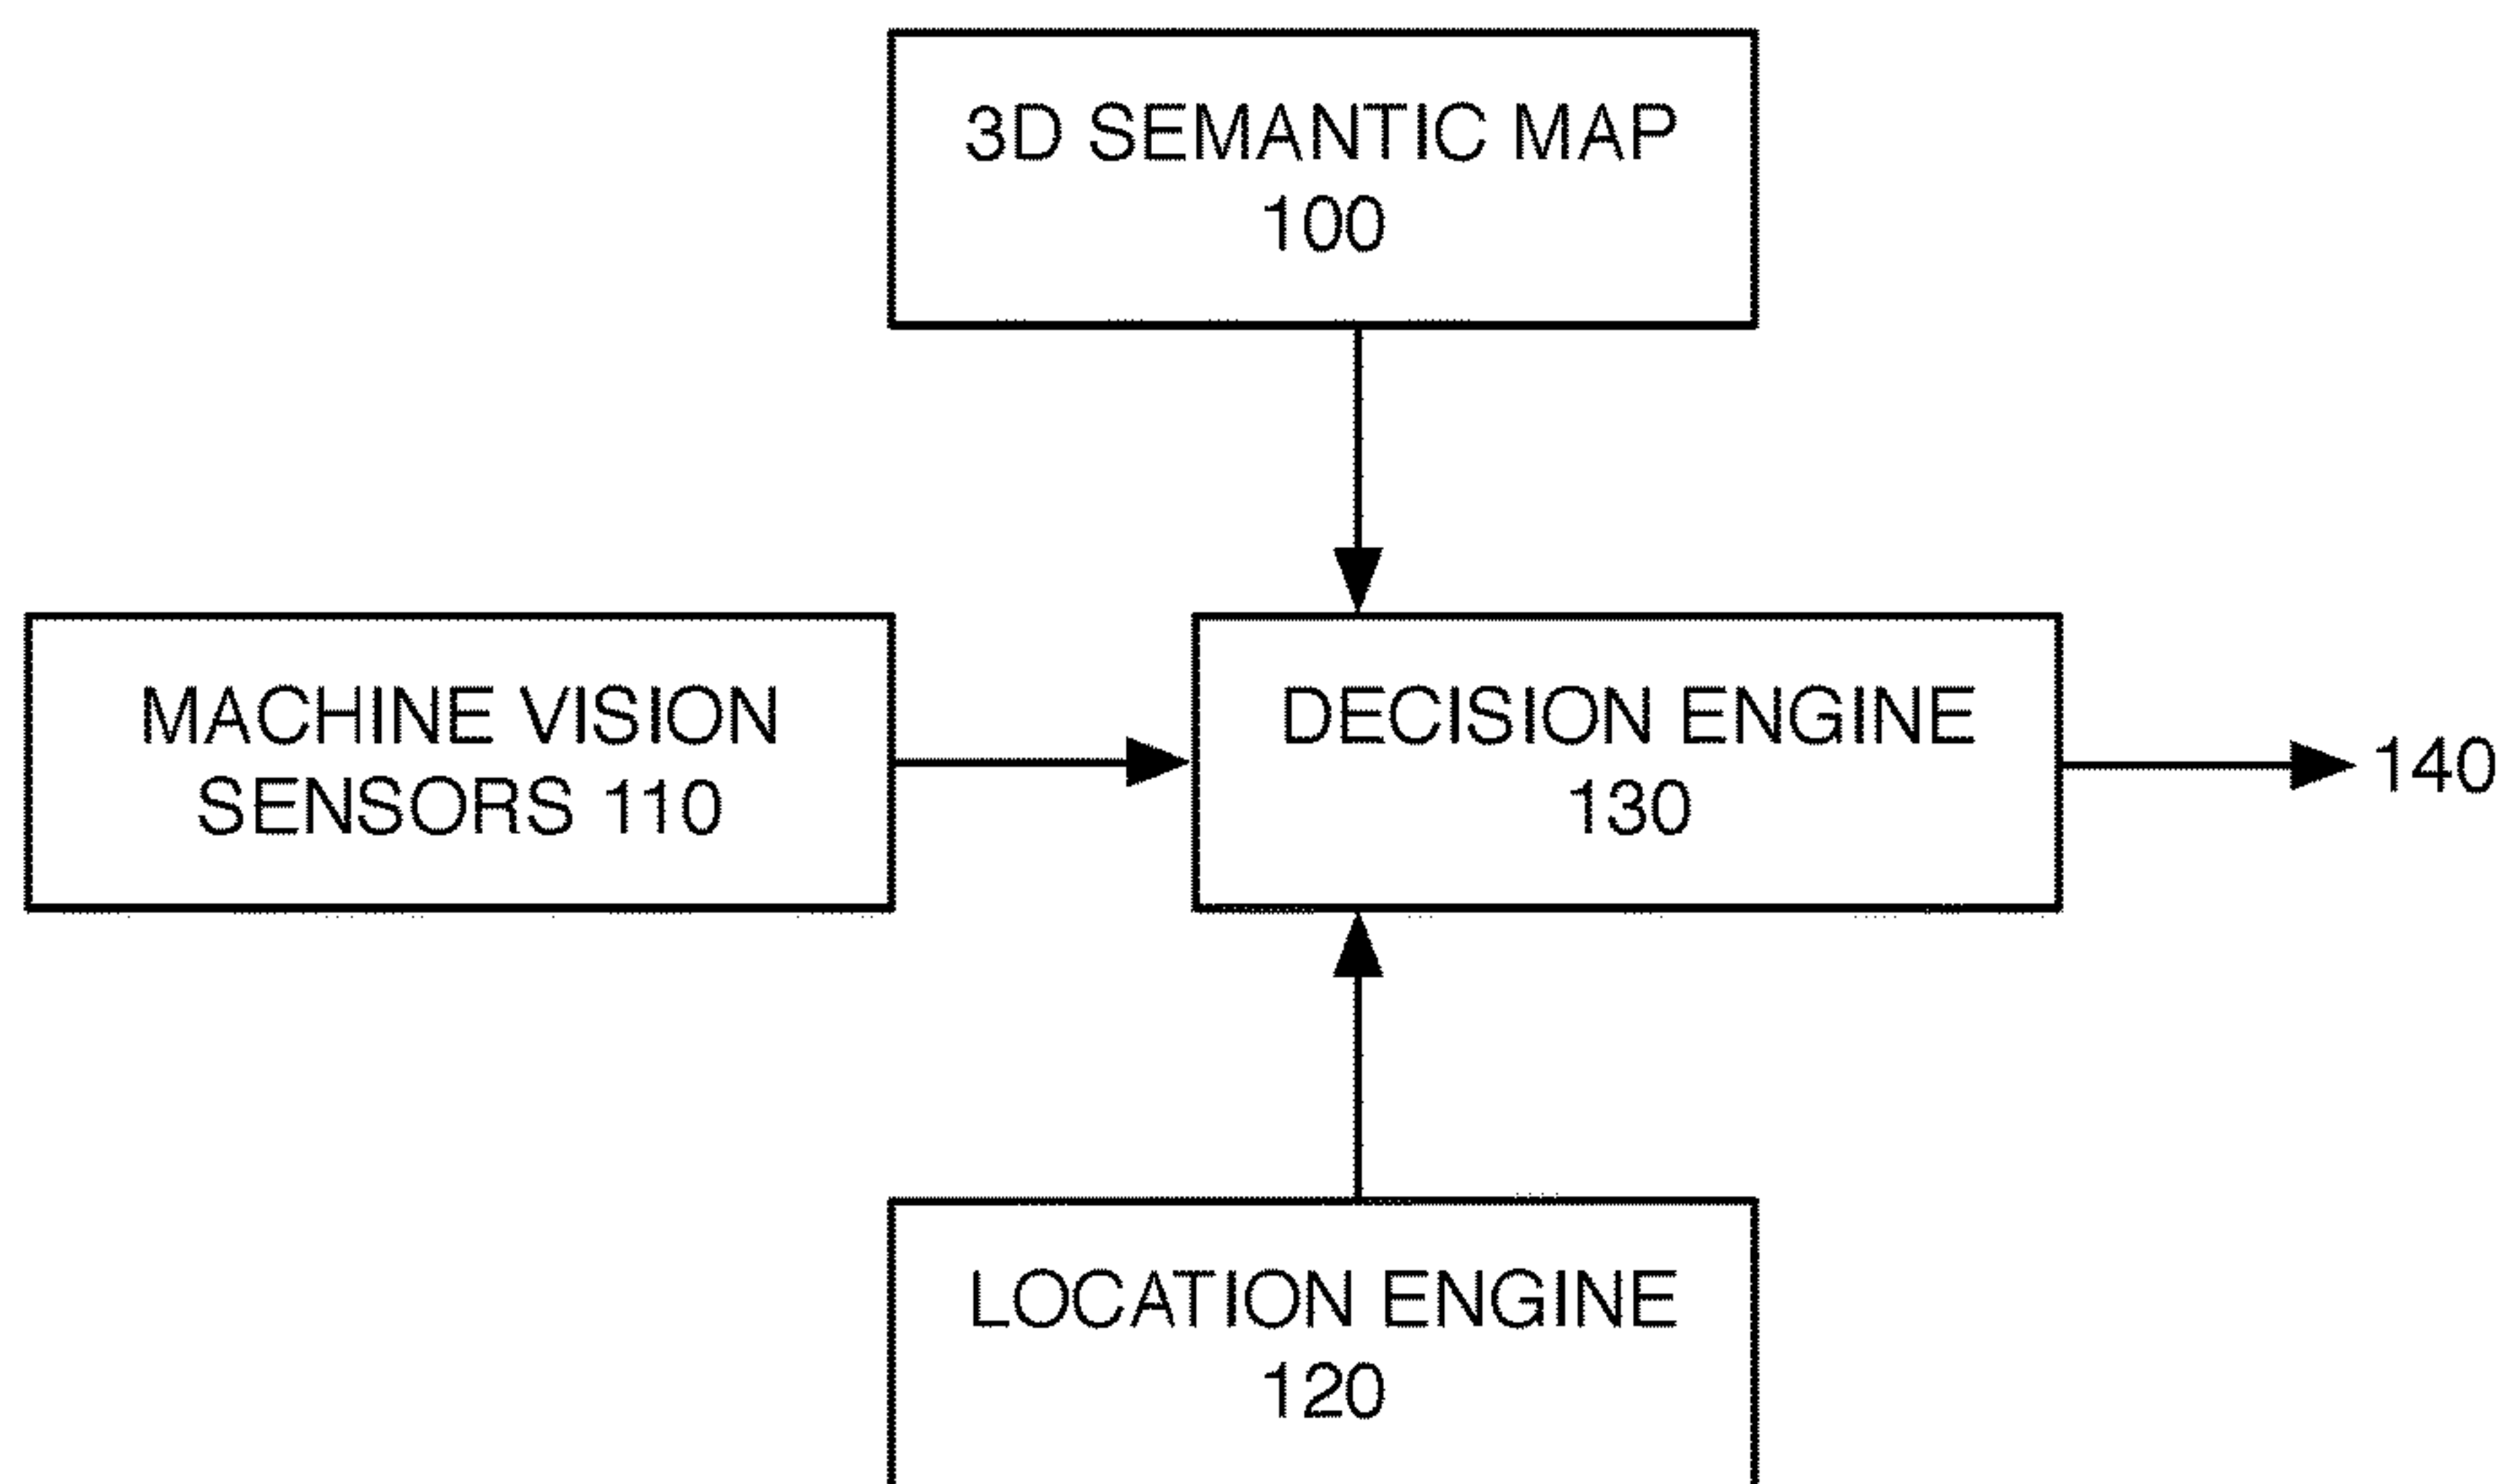 3D SEMANTIC MAP
100
MACHINE VISION
SENSORS 110
DECISION ENGINE
130
140
LOCATION ENGINE
120